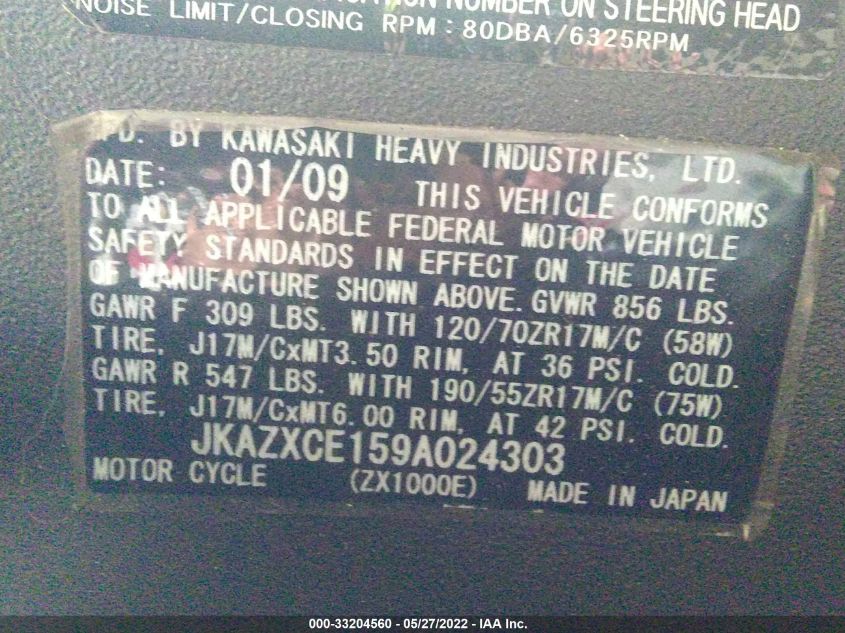 NUMBER ON STEERING HEAD
NOISE LIMIT/CLOSING RPM : 80DBA/6325RPM
BY KAWASAKI HEAVY INDUSTRIES, LTD.
DATE: 01/09 THIS VEHICLE CONFORMS
TO ALL APPLICABLE FEDERAL MOTOR VEHICLE
SAFETY STANDARDS IN EFFECT ON THE DATE
OF MANUFACTURE SHOWN ABOVE. GVWR 856 LBS.
GAWR F 309 LBS. WITH 120/70ZR17M/C (58W)
TIRE, J17M/CxMT3.50 RIM, AT 36 PSI. COLD.
GAWR R 547 LBS. WITH 190/55ZR17M/C (75W)
TIRE, J17M/CxMT6.00 RIM, AT 42 PSI. COLD.
JKAZXCE159A024303
MOTOR CYCLE (ZX1000E) MADE IN JAPAN
000-33204560 - 05/27/2022 - IAA Inc.